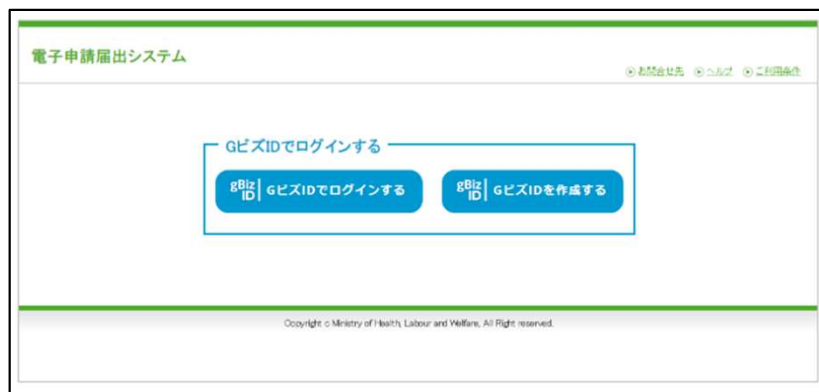 電子申請届出システム
お問合せ先 ヘルプ ご利用条件
GビズIDでログインする
gBiz ID GビズIDでログインする gBiz ID GビズIDを作成する
Copyright c Ministry of Health, Labour and Welfare, All Right reserved.